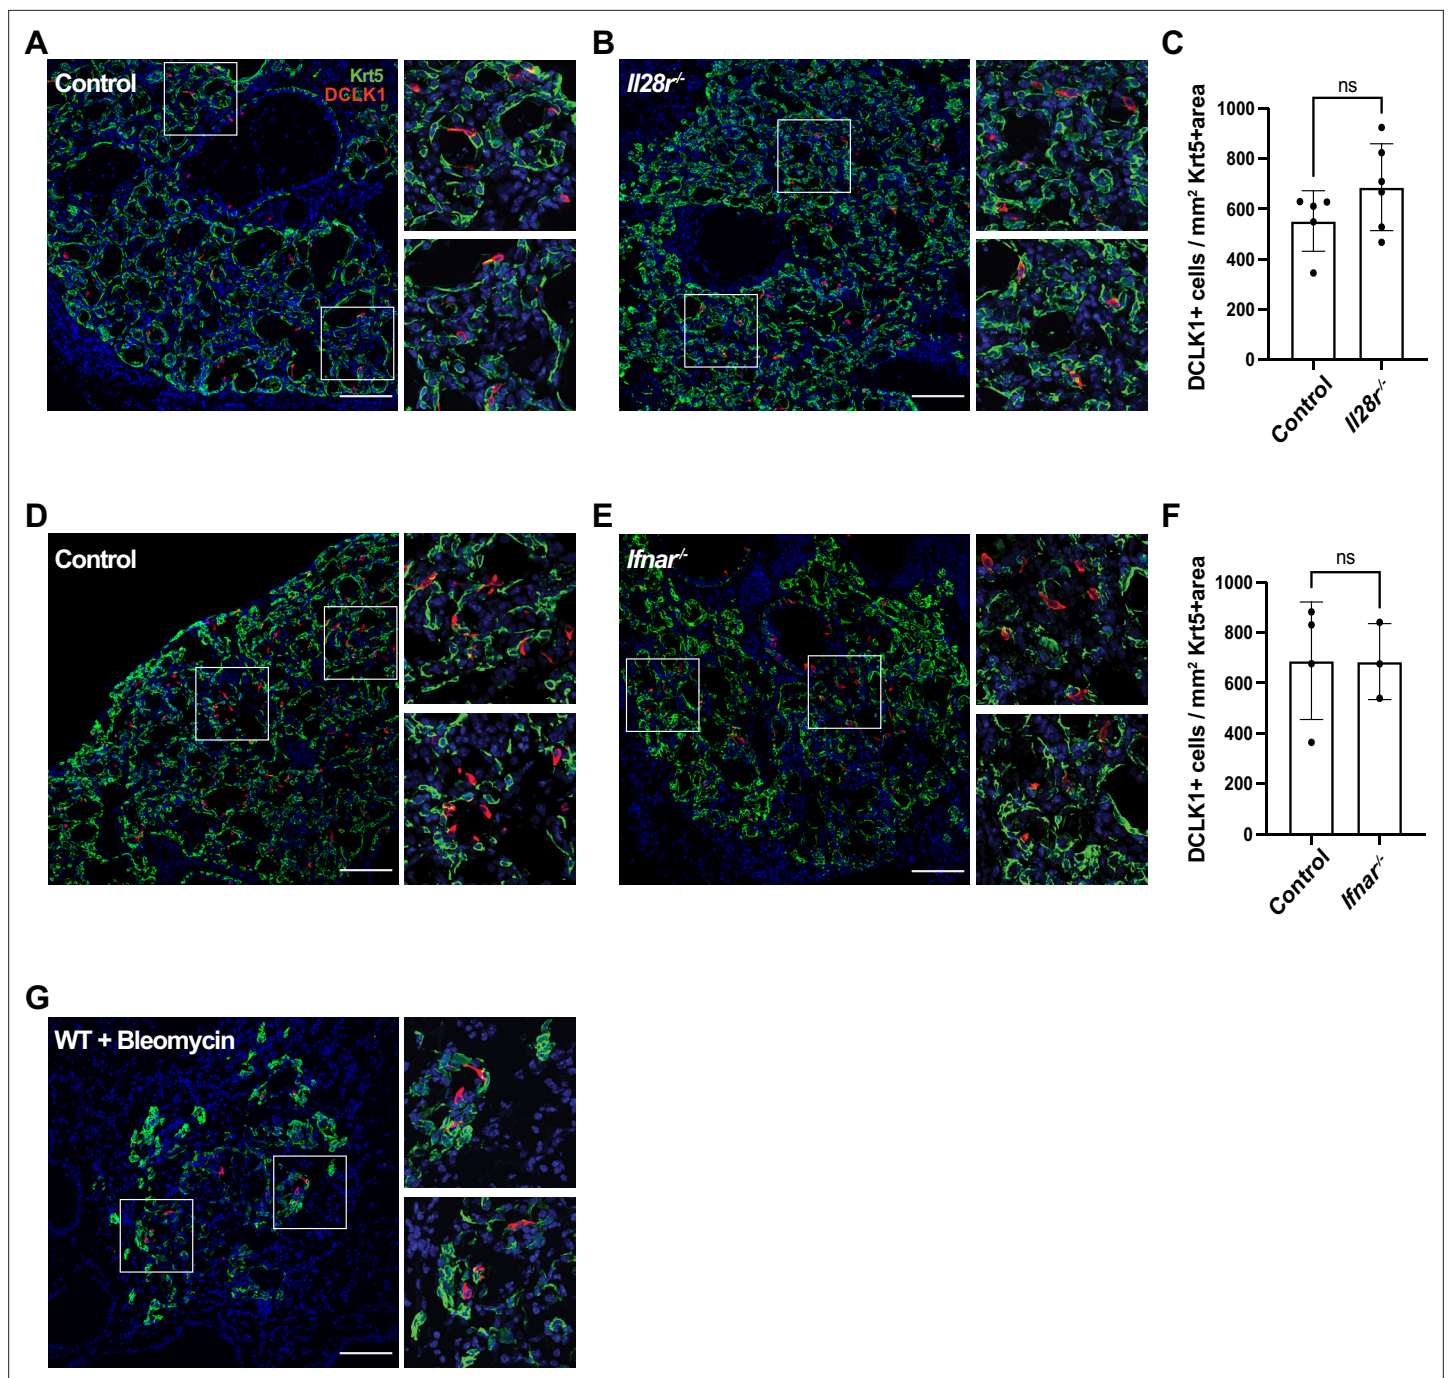 A
Control
Krt5
DCLK1
B
Il28r-/-
C
ns
DCLK1+ cells / mm² Krt5+area
1000
800
600
400
200
0
Control
Il28r-/-
D
Control
E
Ifnar-/-
F
ns
DCLK1+ cells / mm² Krt5+area
1000
800
600
400
200
0
Control
Ifnar-/-
G
WT + Bleomycin